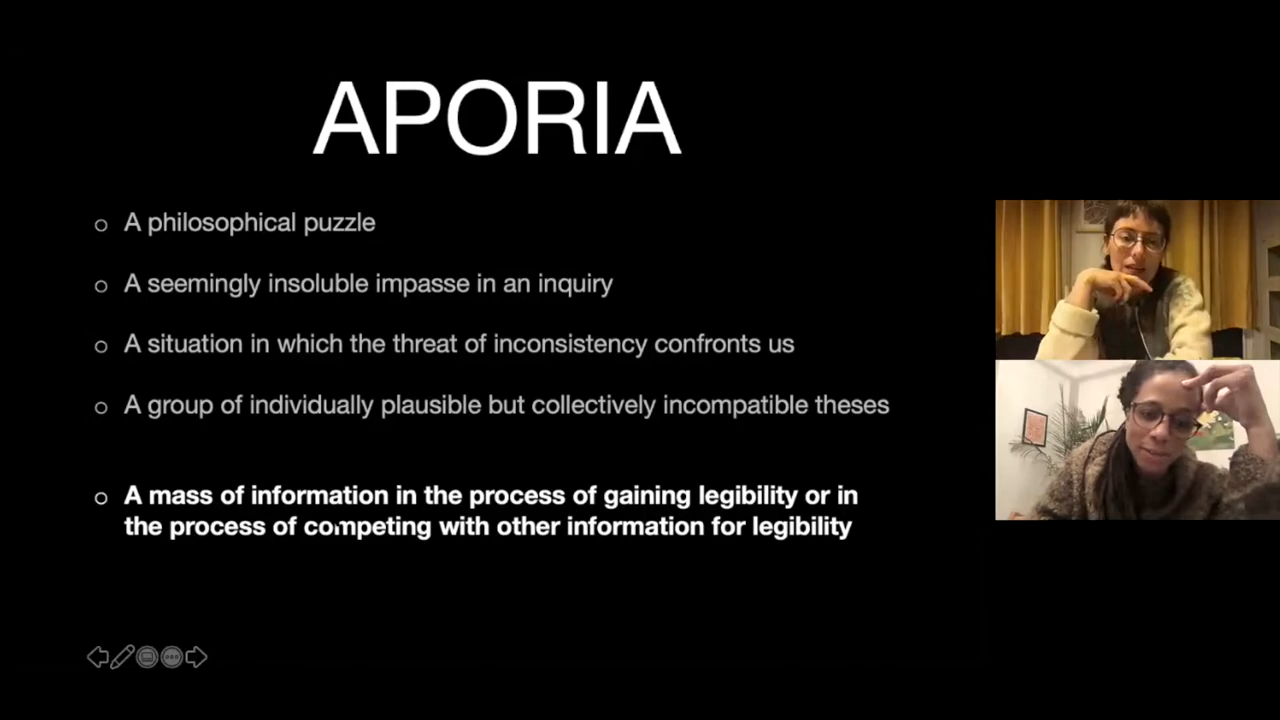 APORIA
A philosophical puzzle
A seemingly insoluble impasse in an inquiry
A situation in which the threat of inconsistency confronts us
A group of individually plausible but collectively incompatible theses
A mass of information in the process of gaining legibility or in
the process of competing with other information for legibility